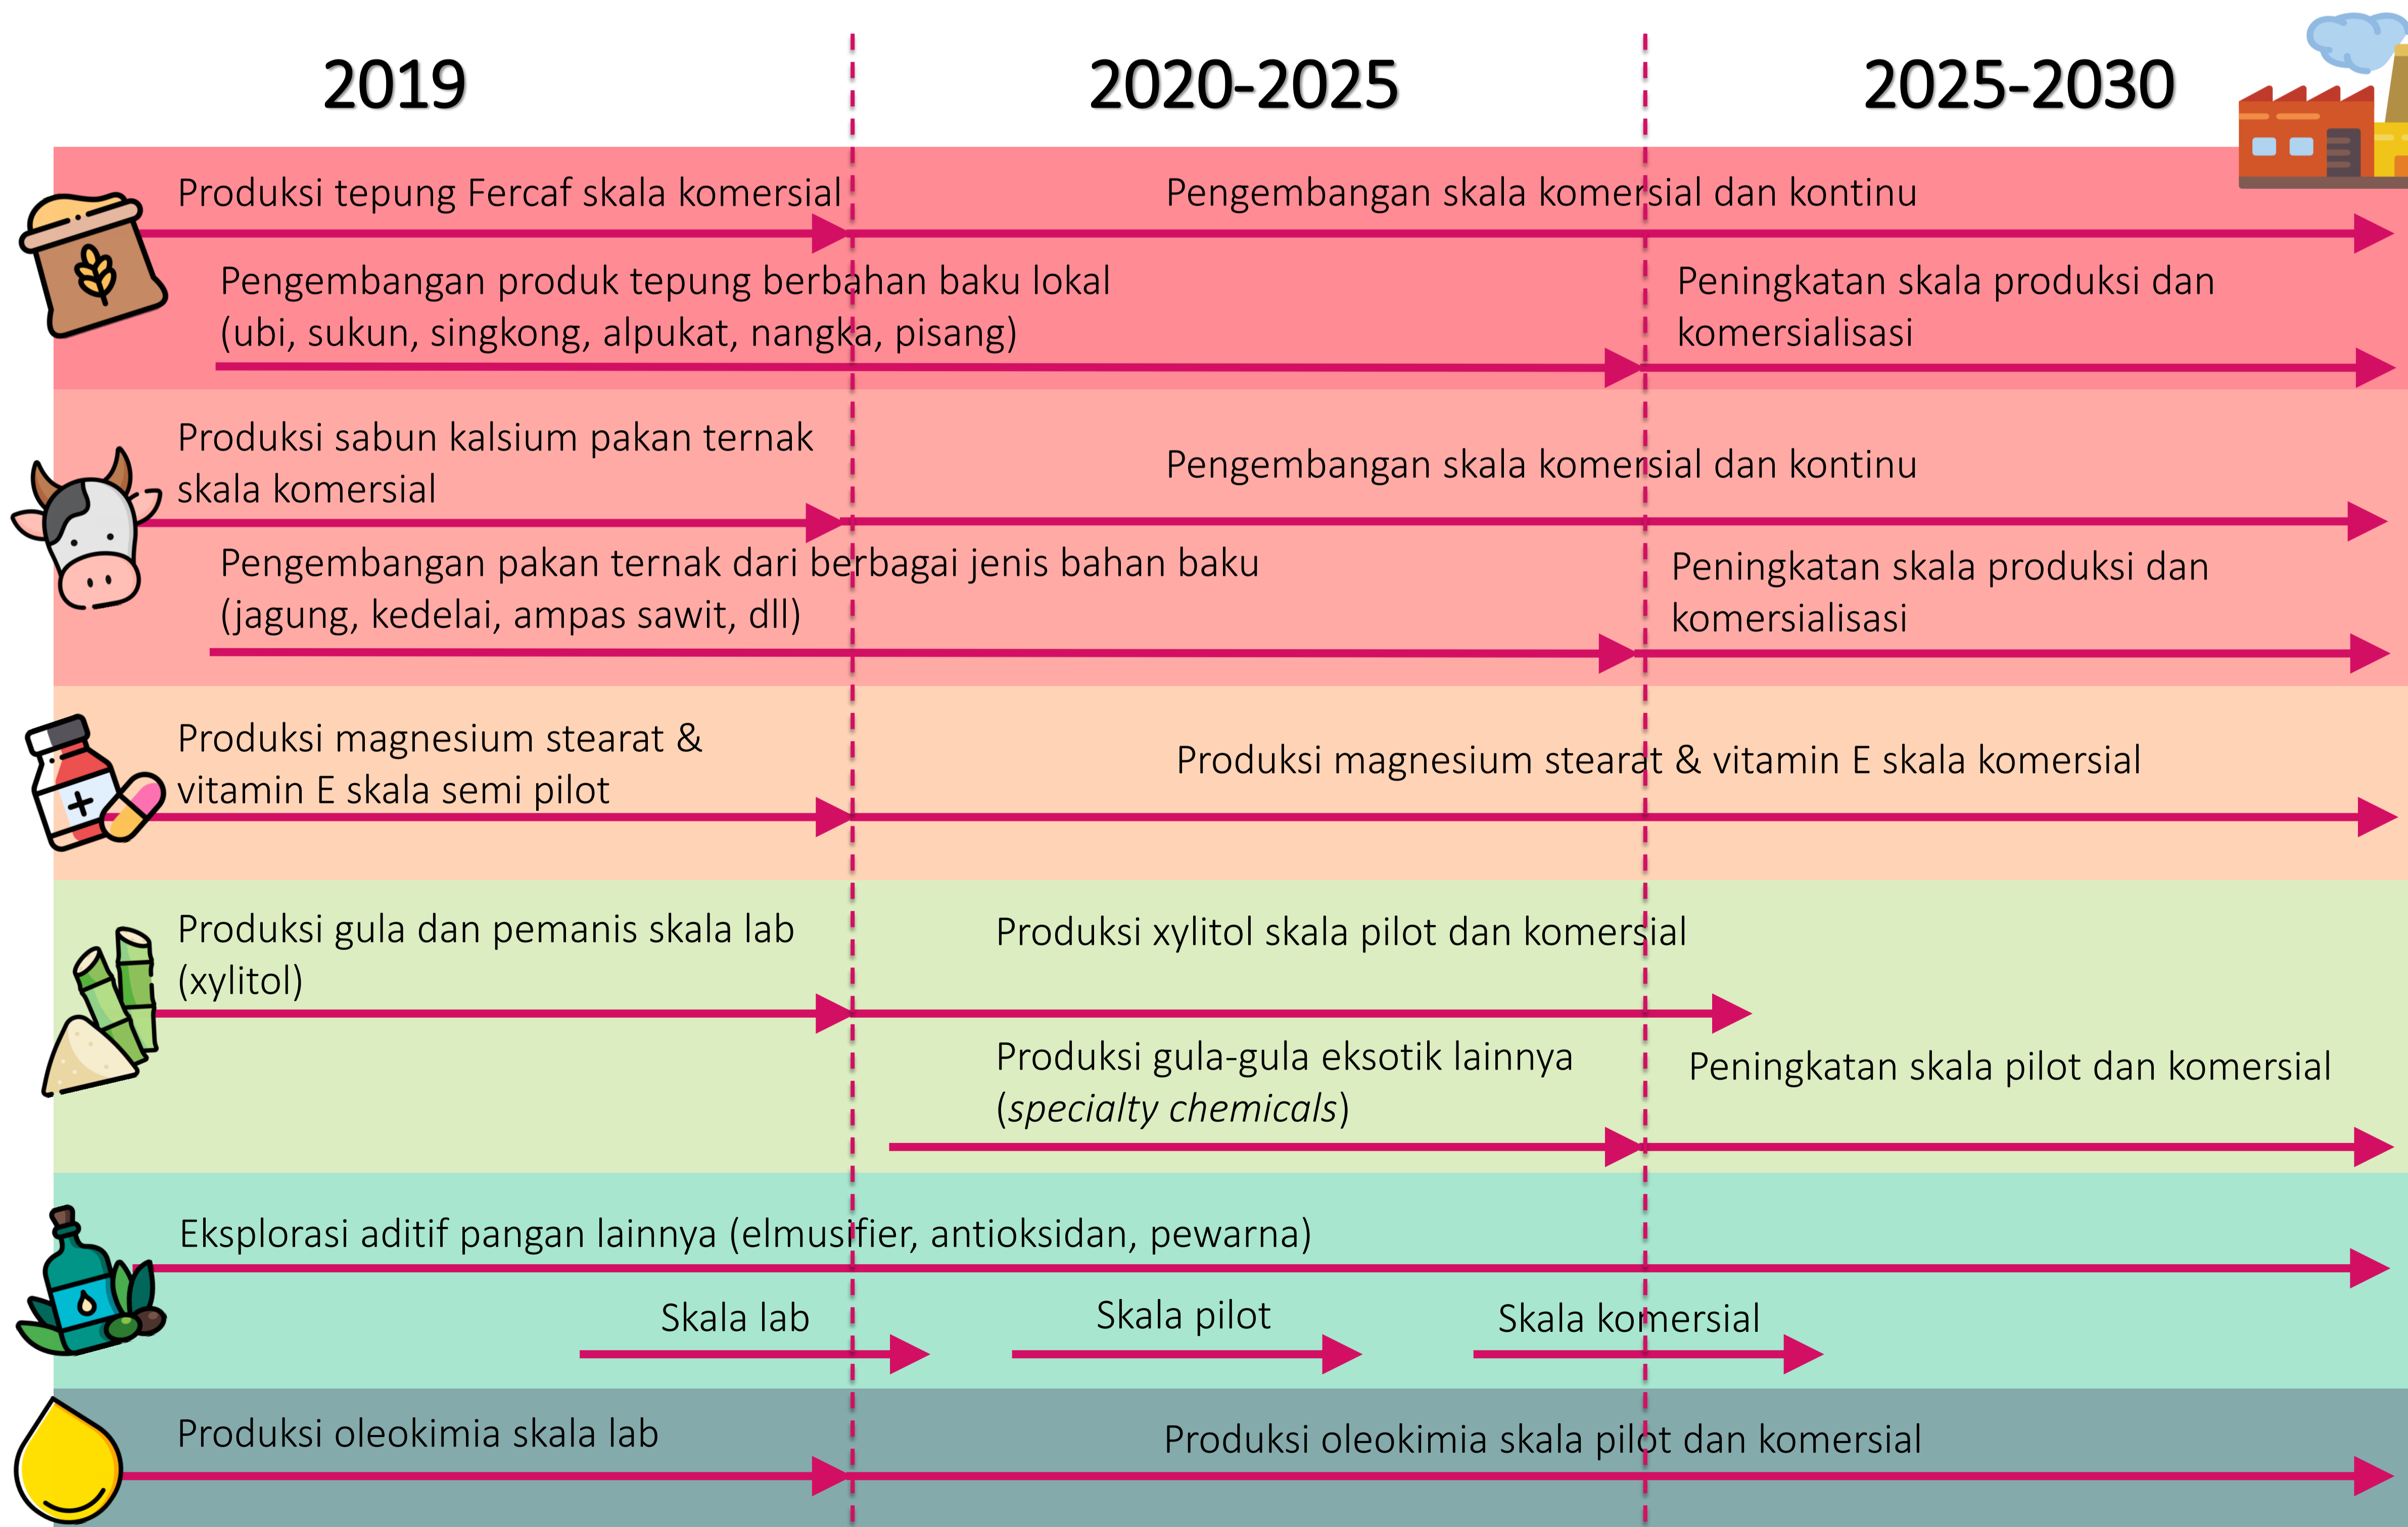 2019
2020-2025
2025-2030
Produksi tepung Fercaf skala komersial
Pengembangan skala komersial dan kontinu
Pengembangan produk tepung berbahan baku lokal
(ubi, sukun, singkong, alpukat, nangka, pisang)
Peningkatan skala produksi dan
komersialisasi
Produksi sabun kalsium pakan ternak
skala komersial
Pengembangan skala komersial dan kontinu
Pengembangan pakan ternak dari berbagai jenis bahan baku
(jagung, kedelai, ampas sawit, dll)
Peningkatan skala produksi dan
komersialisasi
Produksi magnesium stearat &
vitamin E skala semi pilot
Produksi magnesium stearat & vitamin E skala komersial
Produksi gula dan pemanis skala lab
(xylitol)
Produksi xylitol skala pilot dan komersial
Produksi gula-gula eksotik lainnya
(specialty chemicals)
Peningkatan skala pilot dan komersial
Eksplorasi aditif pangan lainnya (elmusifier, antioksidan, pewarna)
Skala lab
Skala pilot
Skala komersial
Produksi oleokimia skala lab
Produksi oleokimia skala pilot dan komersial